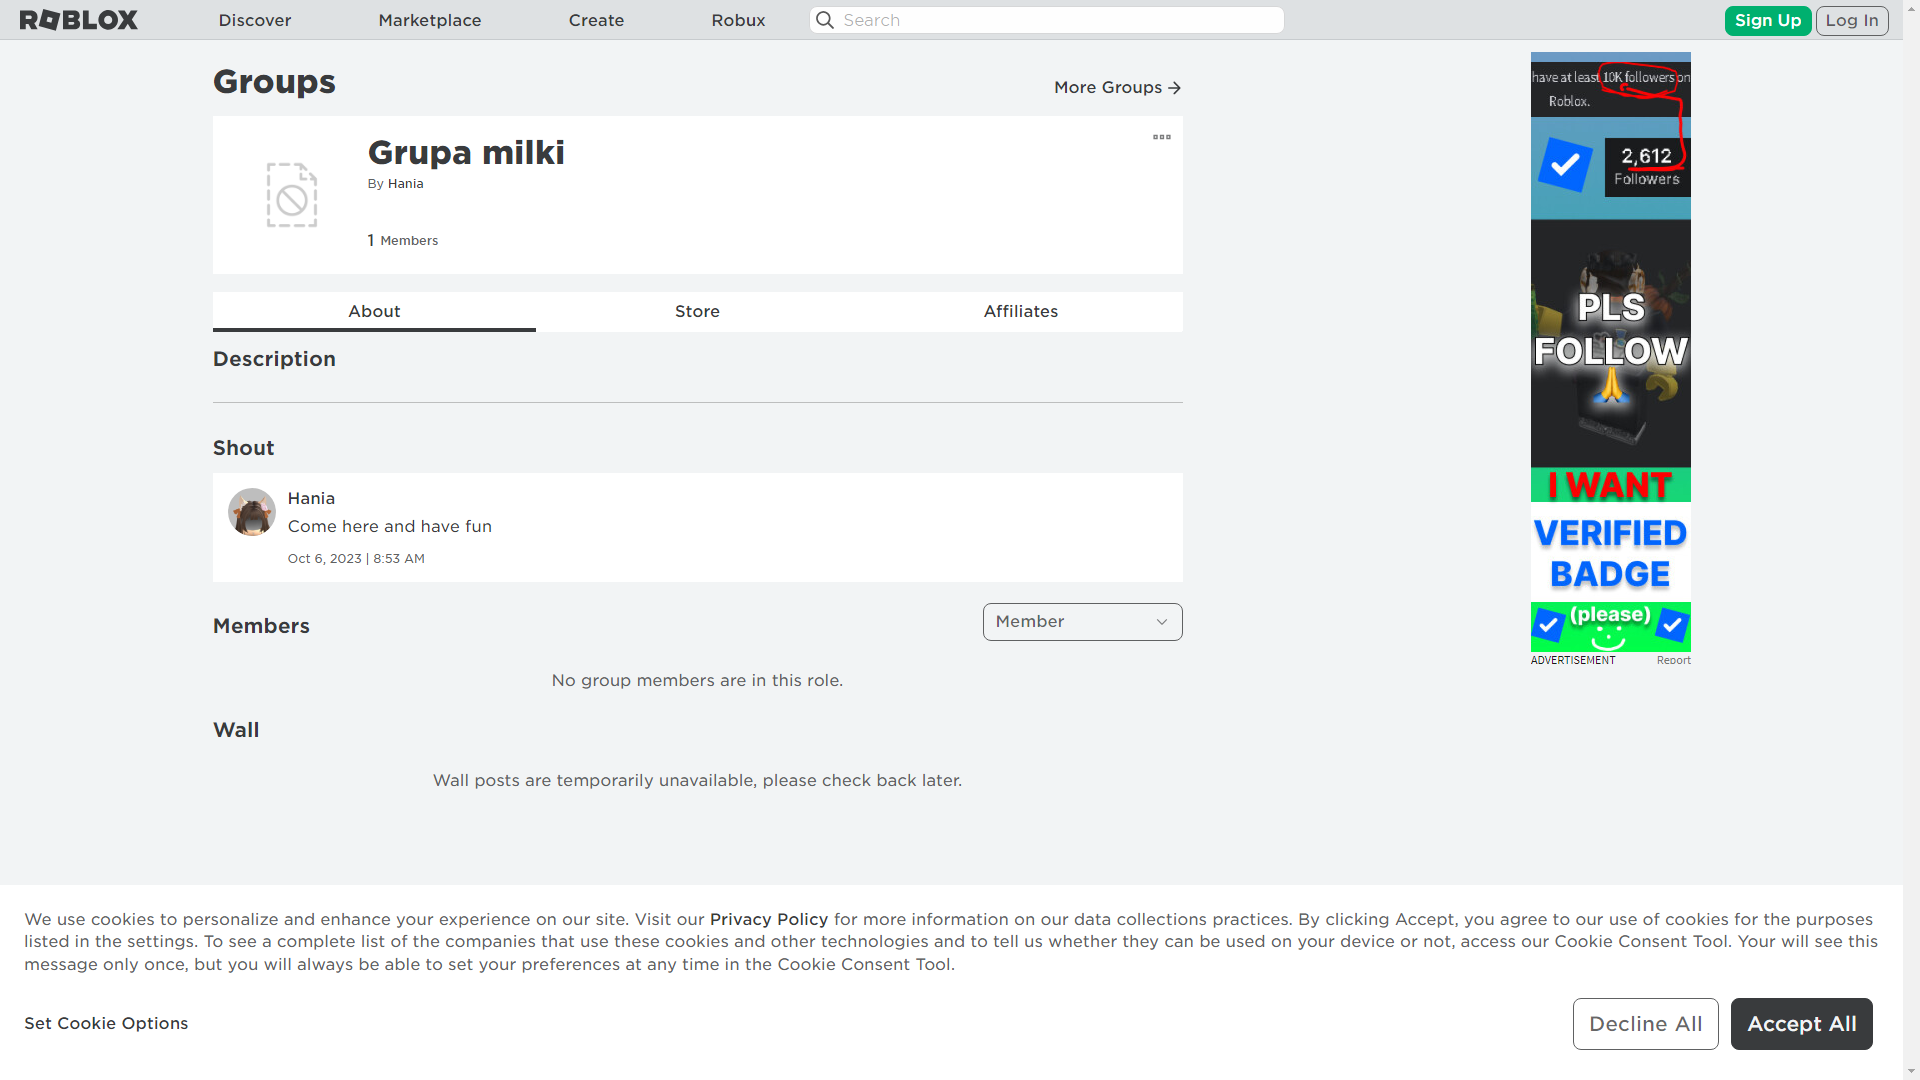 ROBLOX
Discover
Marketplace
Create
Robux
Search
Sign Up
Log In
Groups
More Groups
Grupa milki
By Hania
1 Members
About
Store
Affiliates
Description
Shout
Hania
Come here and have fun
Oct 6, 2023 | 8:53 AM
Members
Member
No group members are in this role.
Wall
Wall posts are temporarily unavailable, please check back later.
have at least 10K followers on
Roblox.
2,612
Followers
PLS
FOLLOW
I WANT
VERIFIED
BADGE
(please)
ADVERTISEMENT
Report
We use cookies to personalize and enhance your experience on our site. Visit our Privacy Policy for more information on our data collections practices. By clicking Accept, you agree to our use of cookies for the purposes
listed in the settings. To see a complete list of the companies that use these cookies and other technologies and to tell us whether they can be used on your device or not, access our Cookie Consent Tool. Your will see this
message only once, but you will always be able to set your preferences at any time in the Cookie Consent Tool.
Set Cookie Options
Decline All
Accept All